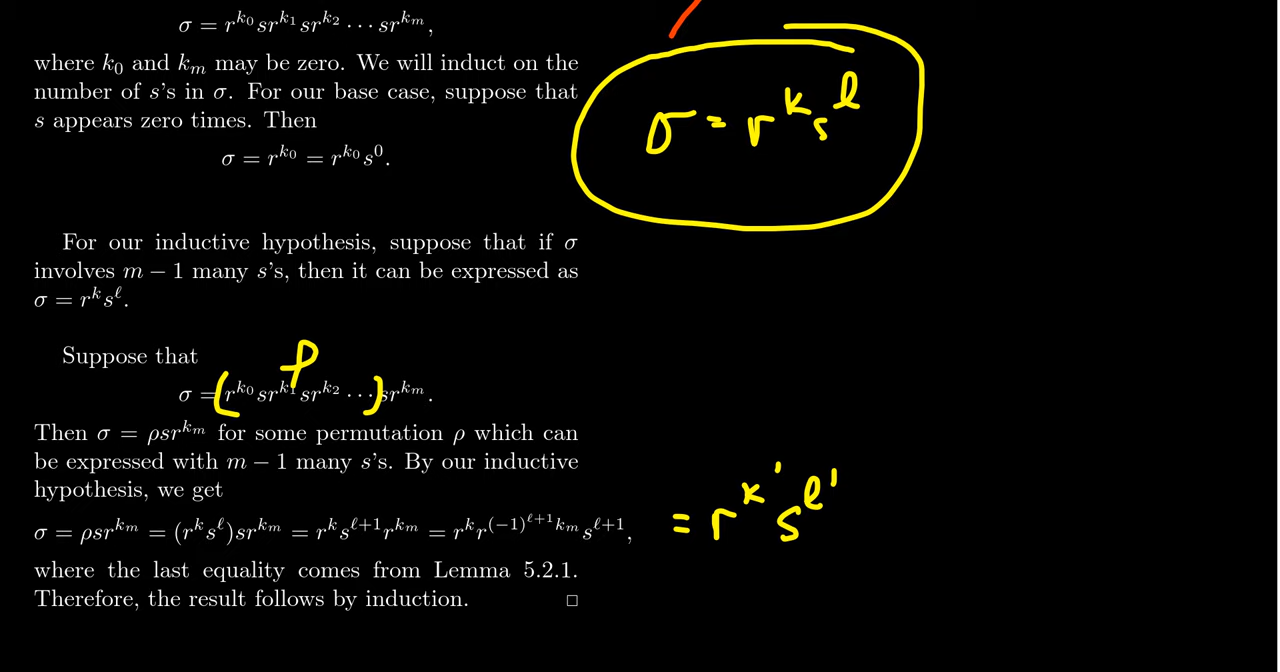 σ = r^{k_0} s r^{k_1} s r^{k_2} ⋯ s r^{k_m},
where k_0 and k_m may be zero. We will induct on the
number of s's in σ. For our base case, suppose that
s appears zero times. Then
σ = r^{k_0} = r^{k_0} s^0.
σ = r^k s^ℓ
For our inductive hypothesis, suppose that if σ
involves m − 1 many s's, then it can be expressed as
σ = r^k s^ℓ.
Suppose that
ρ
σ = (r^{k_0} s r^{k_1} s r^{k_2} ⋯) s r^{k_m}.
Then σ = ρsr^{k_m} for some permutation ρ which can
be expressed with m − 1 many s's. By our inductive
hypothesis, we get
σ = ρsr^{k_m} = (r^k s^ℓ)sr^{k_m} = r^k s^{ℓ+1} r^{k_m} = r^k r^{(−1)^{ℓ+1} k_m} s^{ℓ+1},
= r^{k'} s^{ℓ'}
where the last equality comes from Lemma 5.2.1.
Therefore, the result follows by induction. □